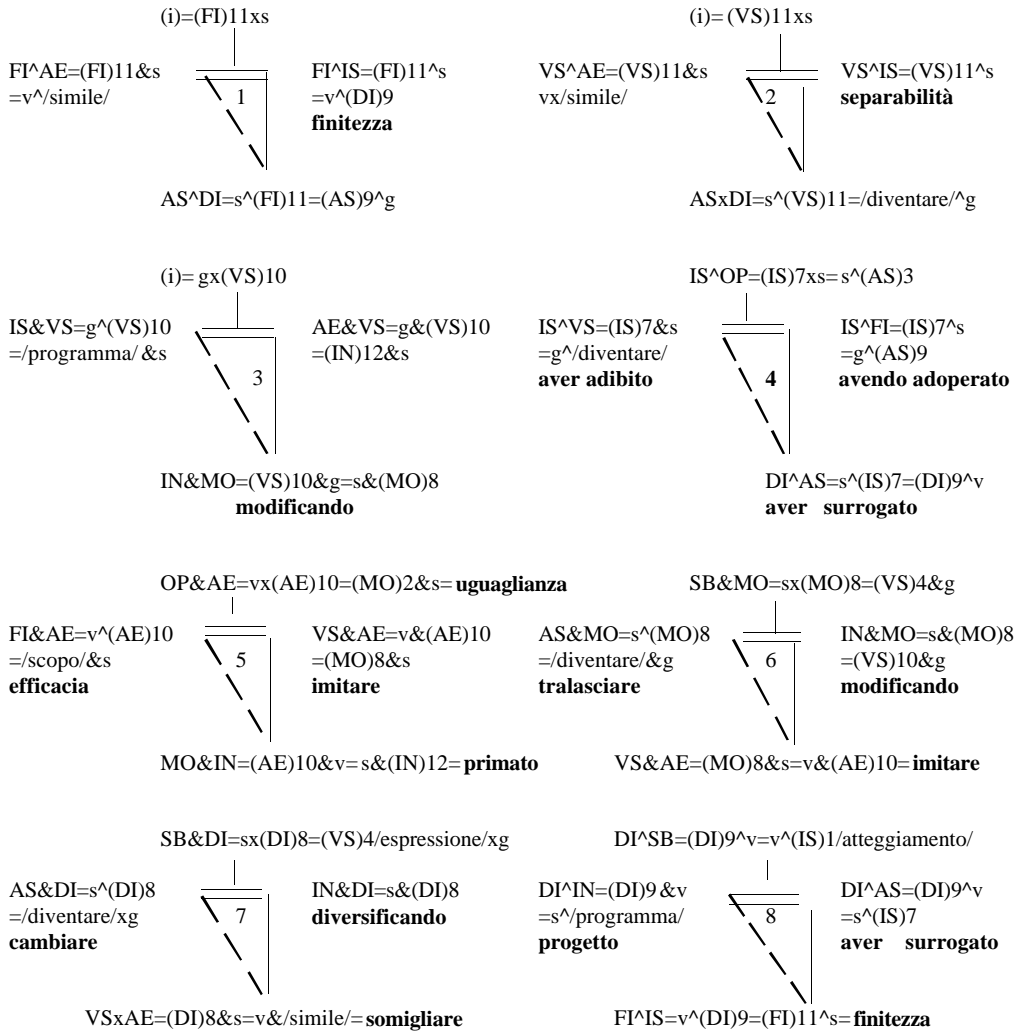 (i)=(FI)11xs
FI^AE=(FI)11&s
=v^/simile/
1
FI^IS=(FI)11^s
=v^(DI)9
finitezza
AS^DI=s^(FI)11=(AS)9^g
(i)= (VS)11xs
VS^AE=(VS)11&s
vx/simile/
2
VS^IS=(VS)11^s
separabilità
ASxDI=s^(VS)11=/diventare/^g
(i)= gx(VS)10
IS&VS=g^(VS)10
=/programma/ &s
3
AE&VS=g&(VS)10
=(IN)12&s
IN&MO=(VS)10&g=s&(MO)8
modificando
IS^OP=(IS)7xs=s^(AS)3
IS^VS=(IS)7&s
=g^/diventare/
aver adibito
4
IS^FI=(IS)7^s
=g^(AS)9
avendo adoperato
DI^AS=s^(IS)7=(DI)9^v
aver surrogato
OP&AE=vx(AE)10=(MO)2&s= uguaglianza
FI&AE=v^(AE)10
=/scopo/&s
efficacia
5
VS&AE=v&(AE)10
=(MO)8&s
imitare
MO&IN=(AE)10&v= s&(IN)12= primato
SB&MO=sx(MO)8=(VS)4&g
AS&MO=s^(MO)8
=/diventare/&g
tralasciare
6
IN&MO=s&(MO)8
=(VS)10&g
modificando
VS&AE=(MO)8&s=v&(AE)10= imitare
SB&DI=sx(DI)8=(VS)4/espressione/xg
AS&DI=s^(DI)8
=/diventare/xg
cambiare
7
IN&DI=s&(DI)8
diversificando
VSxAE=(DI)8&s=v&/simile/= somigliare
DI^SB=(DI)9^v=v^(IS)1/atteggiamento/
DI^IN=(DI)9 &v
=s^/programma/
progetto
8
DI^AS=(DI)9^v
=s^(IS)7
aver surrogato
FI^IS=v^(DI)9=(FI)11^s= finitezza